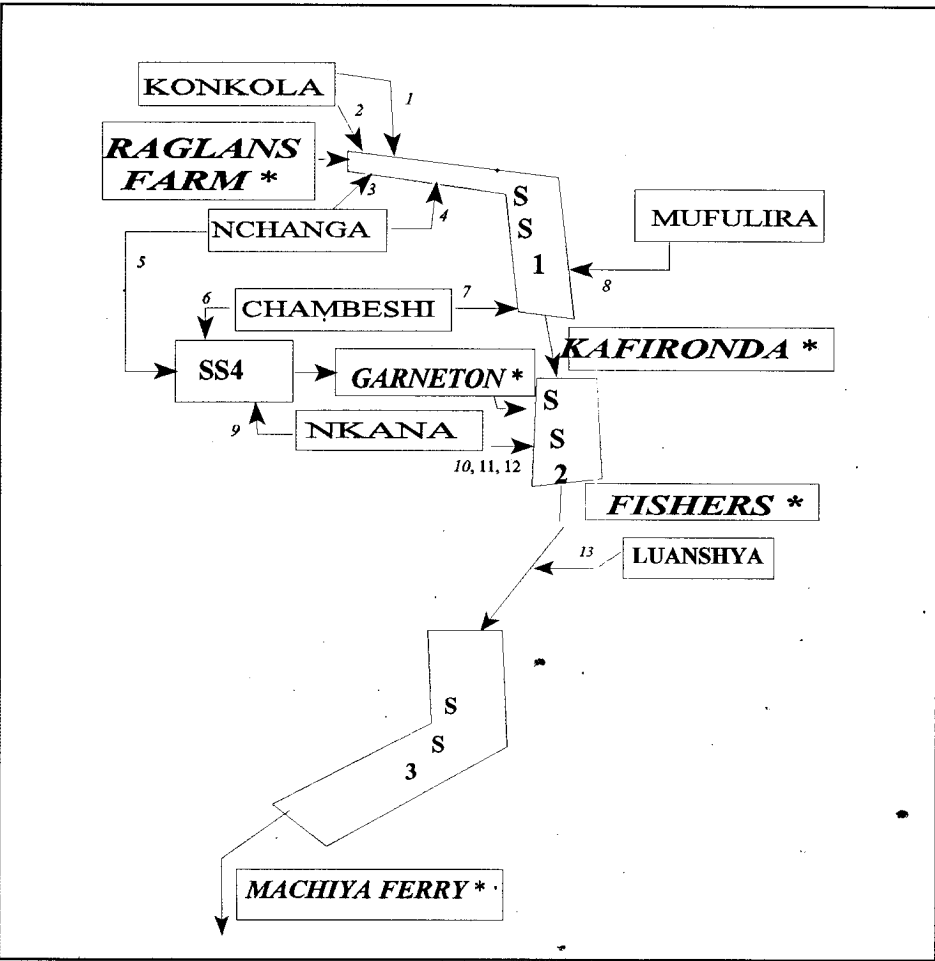 KONKOLA
1
2
RAGLANS
FARM *
3
NCHANGA
4
S
S
1
MUFULIRA
5
8
6
CHAMBESHI
7
KAFIRONDA *
SS4
GARNETON *
S
S
2
9
NKANA
10, 11, 12
FISHERS *
13
LUANSHYA
S
S
3
MACHIYA FERRY *